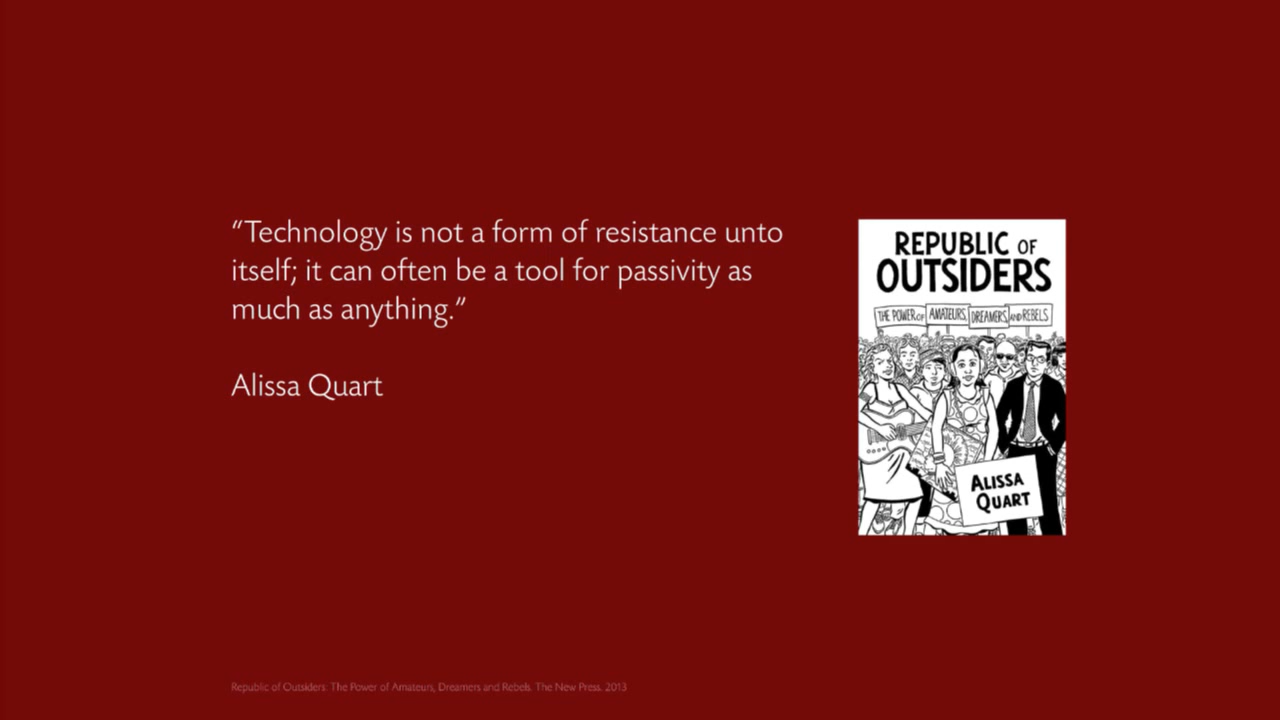 “Technology is not a form of resistance unto
itself; it can often be a tool for passivity as
much as anything.”
Alissa Quart
REPUBLIC OF
OUTSIDERS
THE POWER OF AMATEURS, DREAMERS, AND REBELS
ALISSA
QUART
Republic of Outsiders: The Power of Amateurs, Dreamers and Rebels. The New Press. 2013